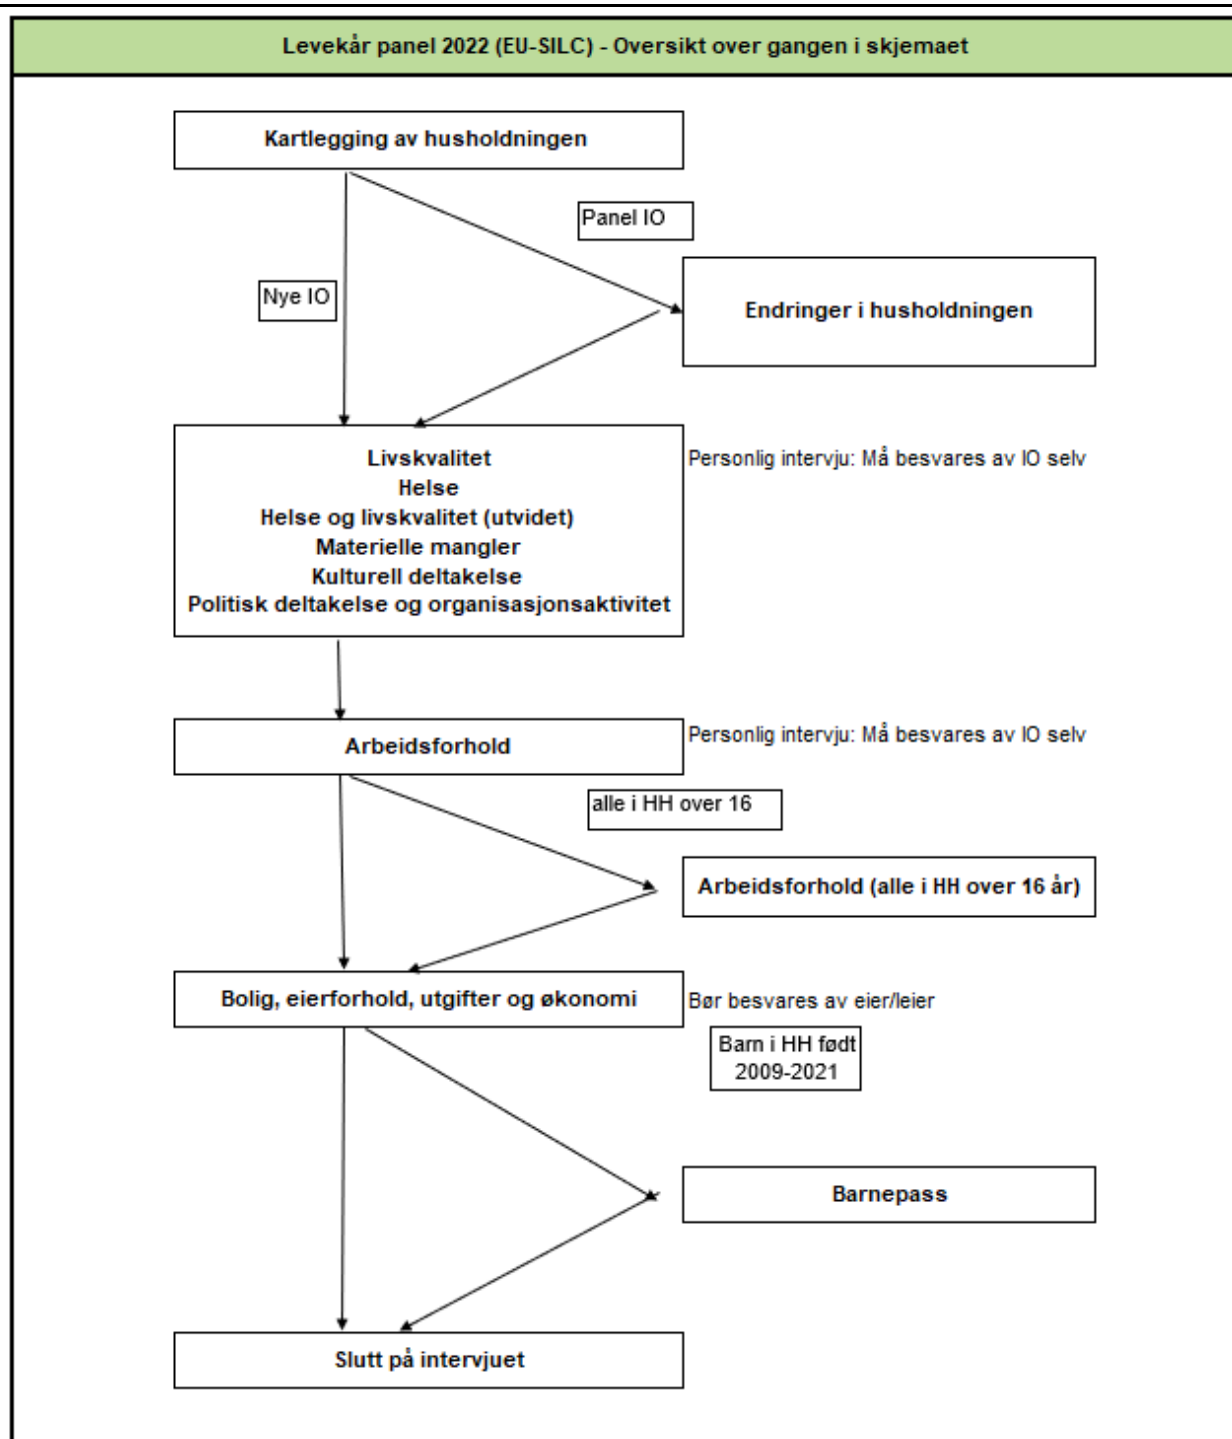 Levekår panel 2022 (EU-SILC) - Oversikt over gangen i skjemaet
Kartlegging av husholdningen
Panel IO
Nye IO
Endringer i husholdningen
Livskvalitet
Helse
Helse og livskvalitet (utvidet)
Materielle mangler
Kulturell deltakelse
Politisk deltakelse og organisasjonsaktivitet
Personlig intervju: Må besvares av IO selv
Arbeidsforhold
Personlig intervju: Må besvares av IO selv
alle i HH over 16
Arbeidsforhold (alle i HH over 16 år)
Bolig, eierforhold, utgifter og økonomi
Bør besvares av eier/leier
Barn i HH født
2009-2021
Barnepass
Slutt på intervjuet